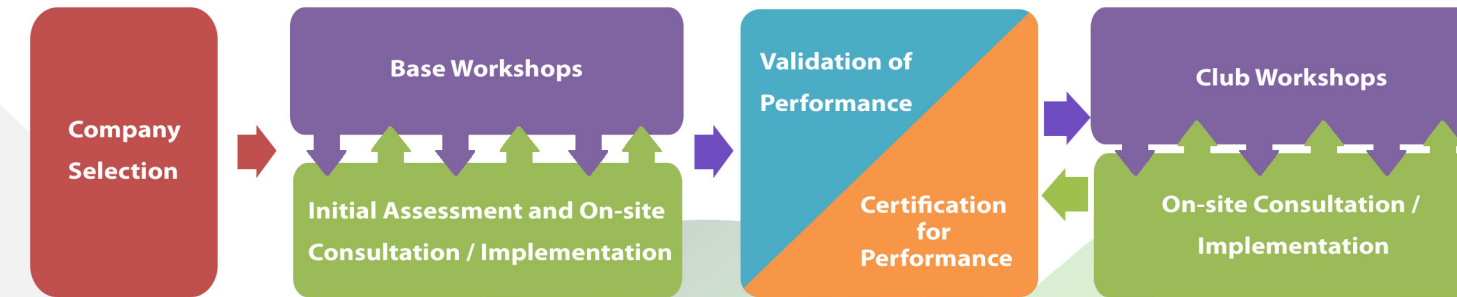 Company
Selection
Base Workshops
Initial Assessment and On-site
Consultation / Implementation
Validation of
Performance
Certification
for
Performance
Club Workshops
On-site Consultation /
Implementation